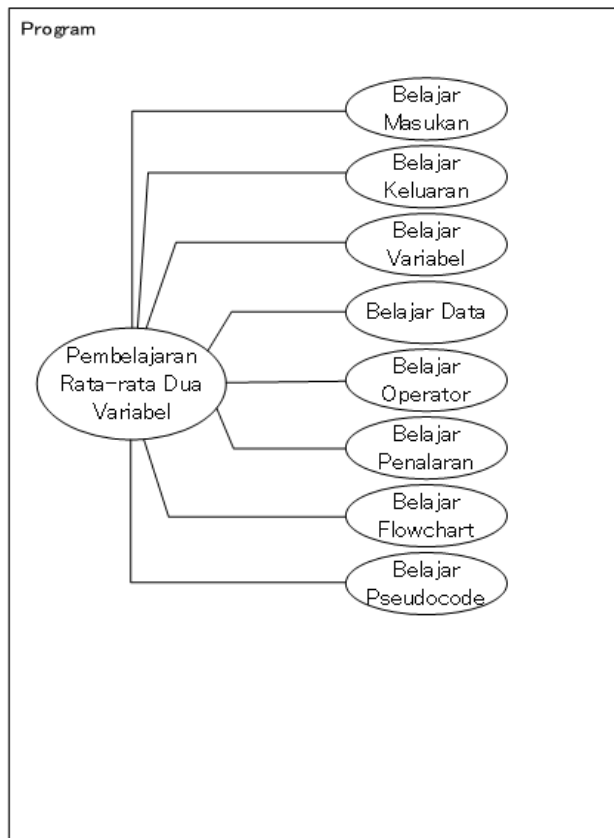 Program
Belajar
Masukan
Belajar
Keluaran
Belajar
Variabel
Belajar Data
Pembelajaran
Rata-rata Dua
Variabel
Belajar
Operator
Belajar
Penalaran
Belajar
Flowchart
Belajar
Pseudocode